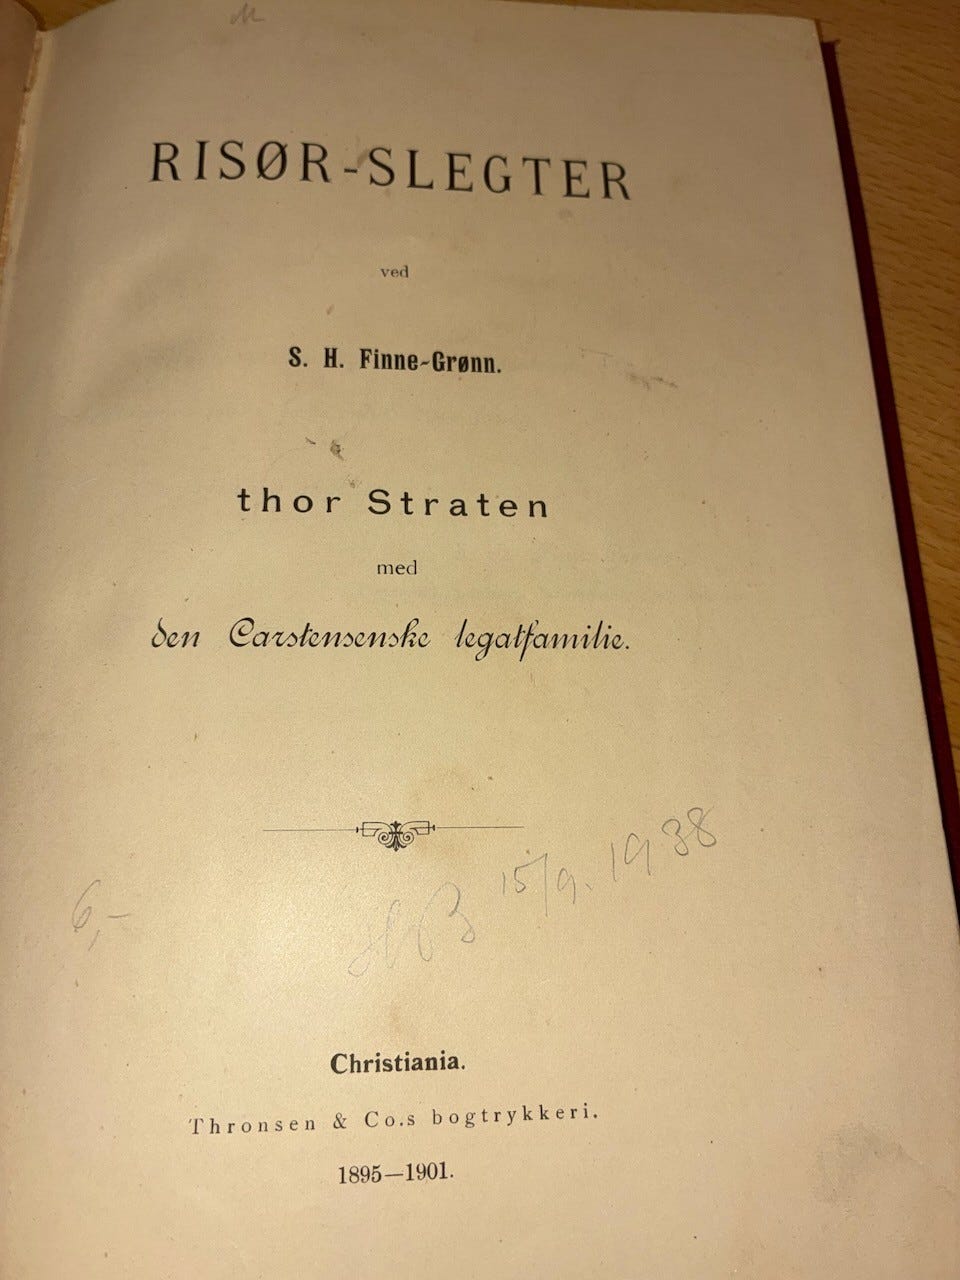 RISØR-SLEGTER
ved
S. H. Finne-Grønn.
thor Straten
med
den Carstensenske legatfamilie.
15/9. 1938
6,-
Christiania.
Thronsen & Co.s bogtrykkeri.
1895—1901.